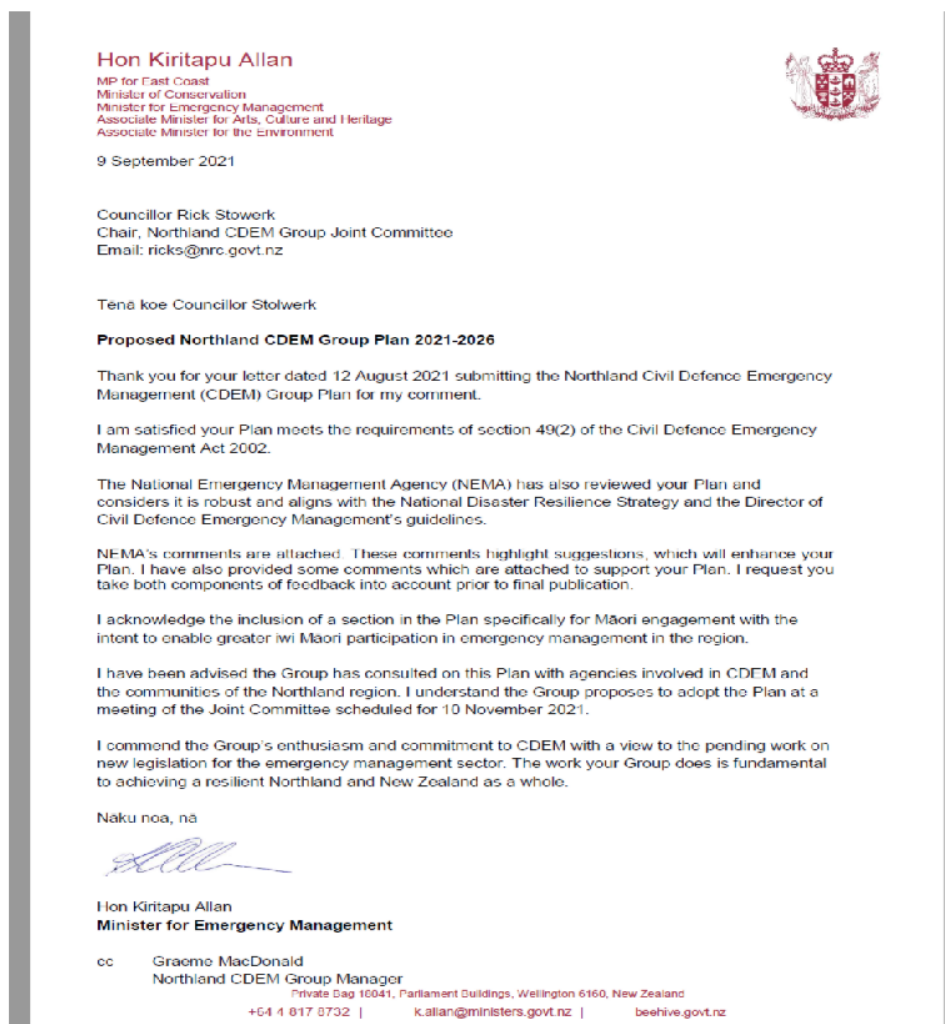 Hon Kiritapu Allan
MP for East Coast
Minister of Conservation
Minister for Emergency Management
Associate Minister for Arts, Culture and Heritage
Associate Minister for the Environment
9 September 2021
Councillor Rick Stowerk
Chair, Northland CDEM Group Joint Committee
Email: ricks@nrc.govt.nz
Tēnā koe Councillor Stolwerk
Proposed Northland CDEM Group Plan 2021-2026
Thank you for your letter dated 12 August 2021 submitting the Northland Civil Defence Emergency
Management (CDEM) Group Plan for my comment.
I am satisfied your Plan meets the requirements of section 49(2) of the Civil Defence Emergency
Management Act 2002.
The National Emergency Management Agency (NEMA) has also reviewed your Plan and
considers it is robust and aligns with the National Disaster Resilience Strategy and the Director of
Civil Defence Emergency Management's guidelines.
NEMA's comments are attached. These comments highlight suggestions, which will enhance your
Plan. I have also provided some comments which are attached to support your Plan. I request you
take both components of feedback into account prior to final publication.
I acknowledge the inclusion of a section in the Plan specifically for Māori engagement with the
intent to enable greater iwi Māori participation in emergency management in the region.
I have been advised the Group has consulted on this Plan with agencies involved in CDEM and
the communities of the Northland region. I understand the Group proposes to adopt the Plan at a
meeting of the Joint Committee scheduled for 10 November 2021.
I commend the Group's enthusiasm and commitment to CDEM with a view to the pending work on
new legislation for the emergency management sector. The work your Group does is fundamental
to achieving a resilient Northland and New Zealand as a whole.
Nāku noa, nā
Hon Kiritapu Allan
Minister for Emergency Management
cc Graeme MacDonald
Northland CDEM Group Manager
Private Bag 18041, Parliament Buildings, Wellington 6160, New Zealand
+64 4 817 8732 | k.allan@ministers.govt.nz | beehive.govt.nz